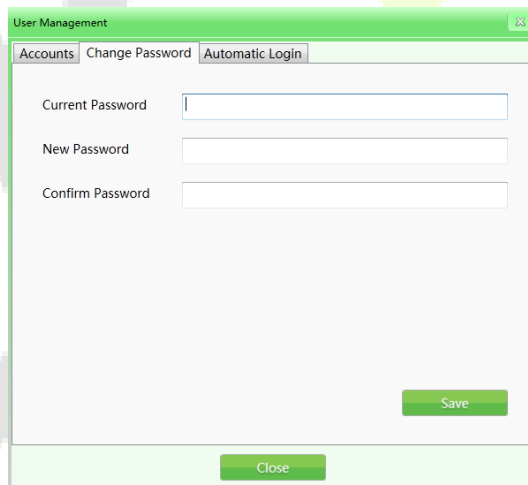 User Management
Accounts Change Password Automatic Login
Current Password
New Password
Confirm Password
Save
Close